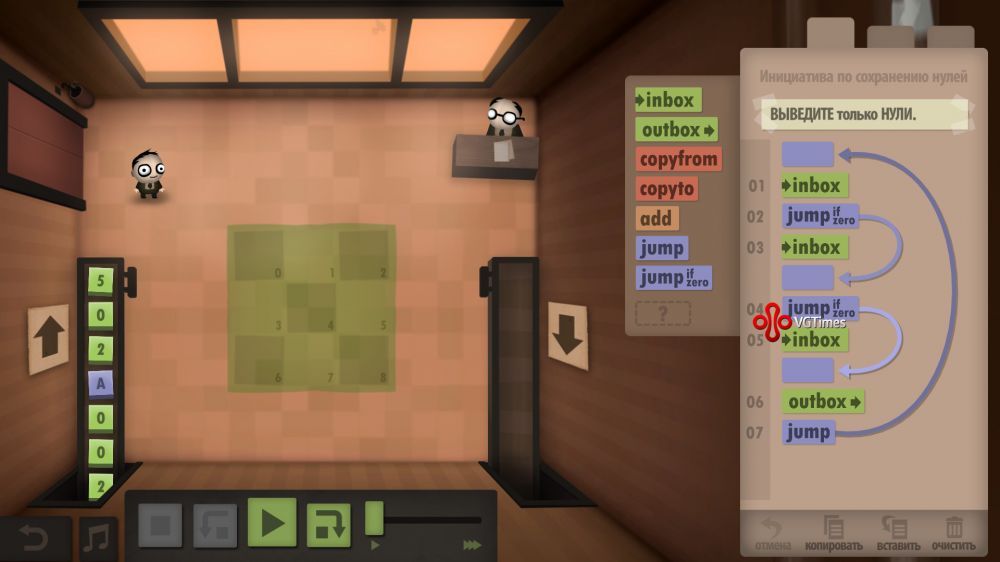 Инициатива по сохранению нулей
ВЫВЕДИТЕ только НУЛИ.
inbox
outbox
copyfrom
copyto
add
jump
jump if zero
?
01 inbox
02 jump if zero
03 inbox
04 jump if zero
VGTimes
05 inbox
06 outbox
07 jump
0 1 2
3 4 5
6 7 8
5
0
2
A
0
0
2
отмена копировать вставить очистить